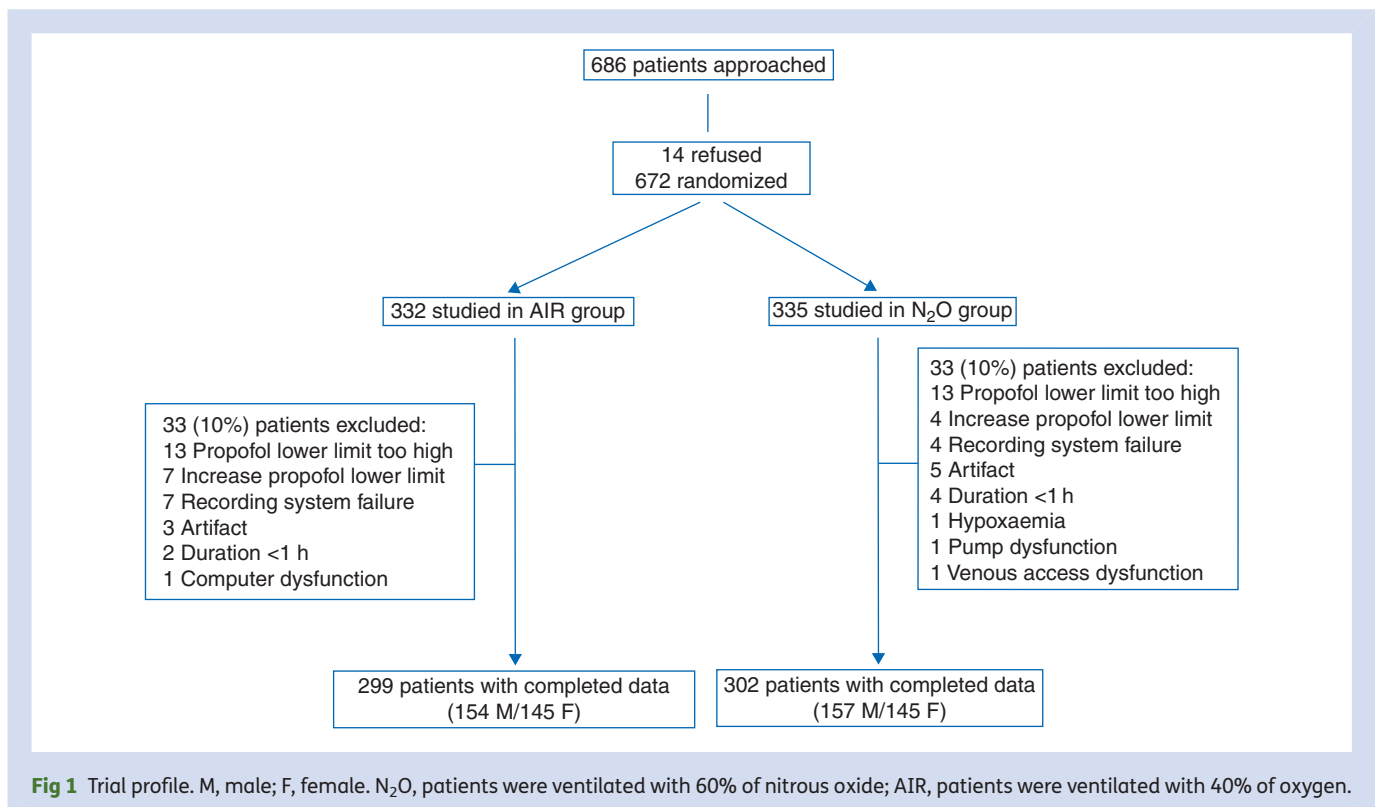 686 patients approached
14 refused
672 randomized
332 studied in AIR group
335 studied in N₂O group
33 (10%) patients excluded:
13 Propofol lower limit too high
7 Increase propofol lower limit
7 Recording system failure
3 Artifact
2 Duration <1 h
1 Computer dysfunction
33 (10%) patients excluded:
13 Propofol lower limit too high
4 Increase propofol lower limit
4 Recording system failure
5 Artifact
4 Duration <1 h
1 Hypoxaemia
1 Pump dysfunction
1 Venous access dysfunction
299 patients with completed data
(154 M/145 F)
302 patients with completed data
(157 M/145 F)
Fig 1 Trial profile. M, male; F, female. N₂O, patients were ventilated with 60% of nitrous oxide; AIR, patients were ventilated with 40% of oxygen.